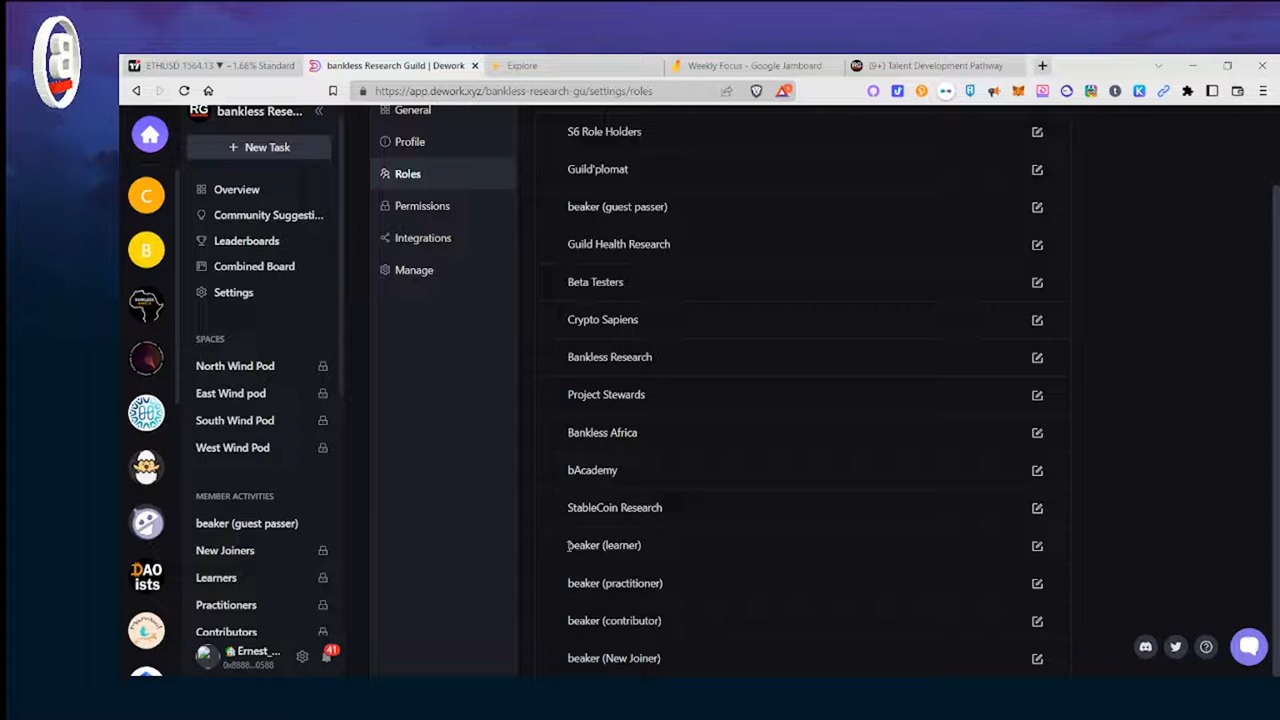 B
ETHUSD 1564.13 ▼ −1.66% Standard
bankless Research Guild | Dework
Explore
Weekly Focus - Google Jamboard
RG
(9+) Talent Development Pathway
https://app.dework.xyz/bankless-research-gu/settings/roles
RG
bankless Rese...
+ New Task
Overview
Community Suggesti...
Leaderboards
Combined Board
Settings
SPACES
North Wind Pod
East Wind pod
South Wind Pod
West Wind Pod
MEMBER ACTIVITIES
beaker (guest passer)
New Joiners
Learners
Practitioners
Contributors
Ernest_...
0x8888...0588
41
C
B
DAO
ists
General
Profile
Roles
Permissions
Integrations
Manage
S6 Role Holders
Guild'plomat
beaker (guest passer)
Guild Health Research
Beta Testers
Crypto Sapiens
Bankless Research
Project Stewards
Bankless Africa
bAcademy
StableCoin Research
beaker (learner)
beaker (practitioner)
beaker (contributor)
beaker (New Joiner)